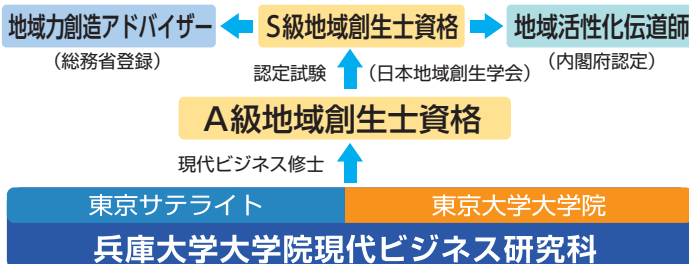 地域力創造アドバイザー S級地域創生士資格 地域活性化伝道師
(総務省登録) (内閣府認定)
認定試験 (日本地域創生学会)
A級地域創生士資格
現代ビジネス修士
東京サテライト 東京大学大学院
兵庫大学大学院現代ビジネス研究科